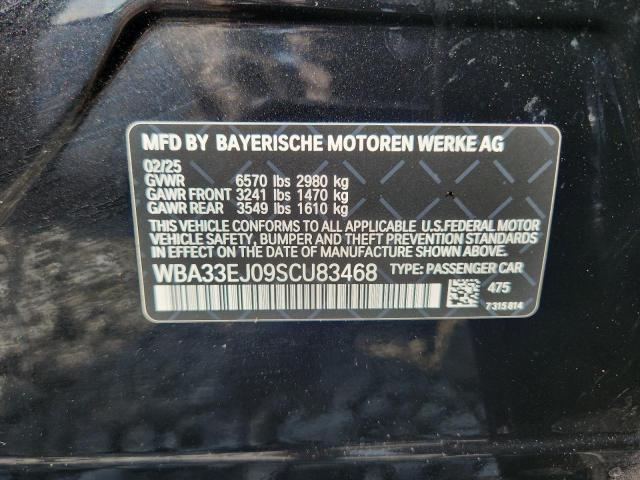 MFD BY BAYERISCHE MOTOREN WERKE AG
02/25
GVWR 6570 lbs 2980 kg
GAWR FRONT 3241 lbs 1470 kg
GAWR REAR 3549 lbs 1610 kg
THIS VEHICLE CONFORMS TO ALL APPLICABLE U.S.FEDERAL MOTOR
VEHICLE SAFETY, BUMPER AND THEFT PREVENTION STANDARDS
IN EFFECT ON THE DATE OF MANUFACTURE SHOWN ABOVE.
WBA33EJ09SCU83468 TYPE: PASSENGER CAR
475
7315814